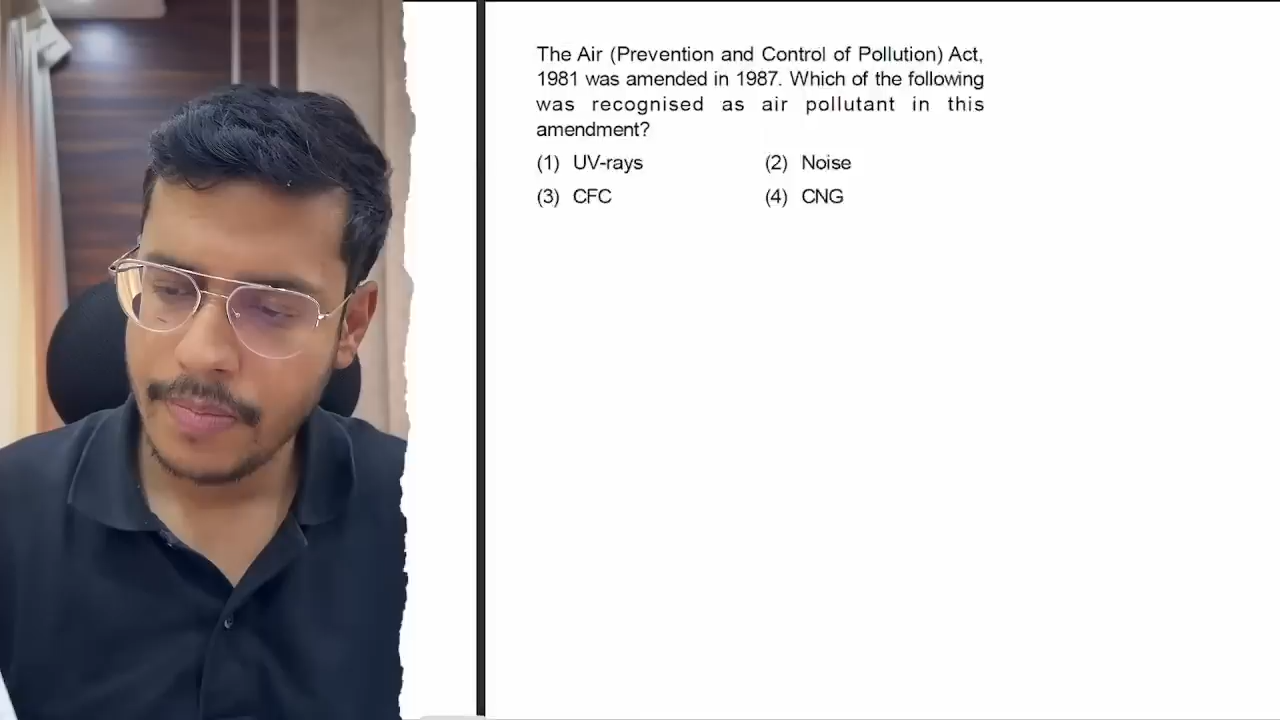 The Air (Prevention and Control of Pollution) Act,
1981 was amended in 1987. Which of the following
was recognised as air pollutant in this
amendment?
(1) UV-rays (2) Noise
(3) CFC (4) CNG